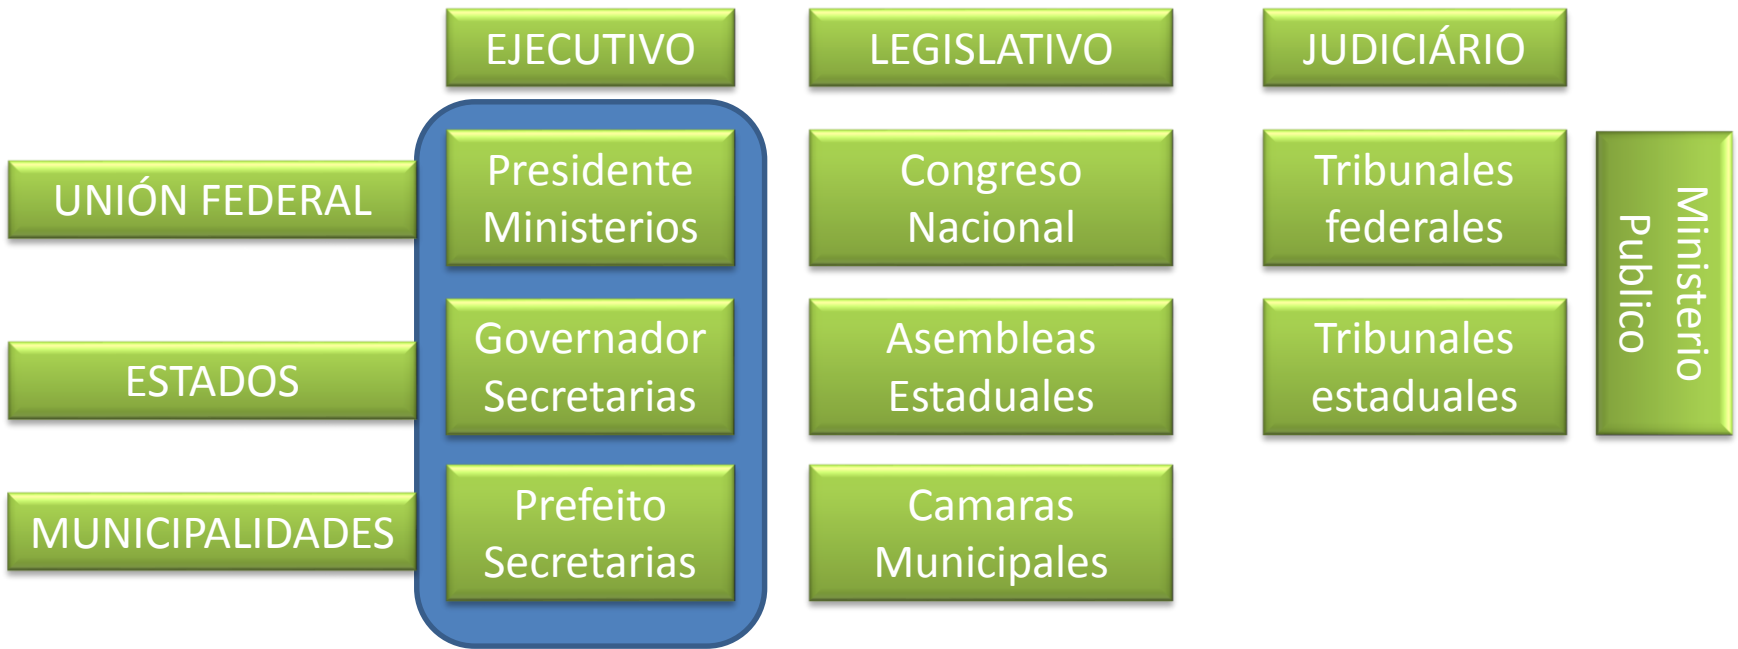 EJECUTIVO
LEGISLATIVO
JUDICIÁRIO
UNIÓN FEDERAL
Presidente
Ministerios
Congreso
Nacional
Tribunales
federales
Ministerio
Publico
ESTADOS
Governador
Secretarias
Asembleas
Estaduales
Tribunales
estaduales
MUNICIPALIDADES
Prefeito
Secretarias
Camaras
Municipales